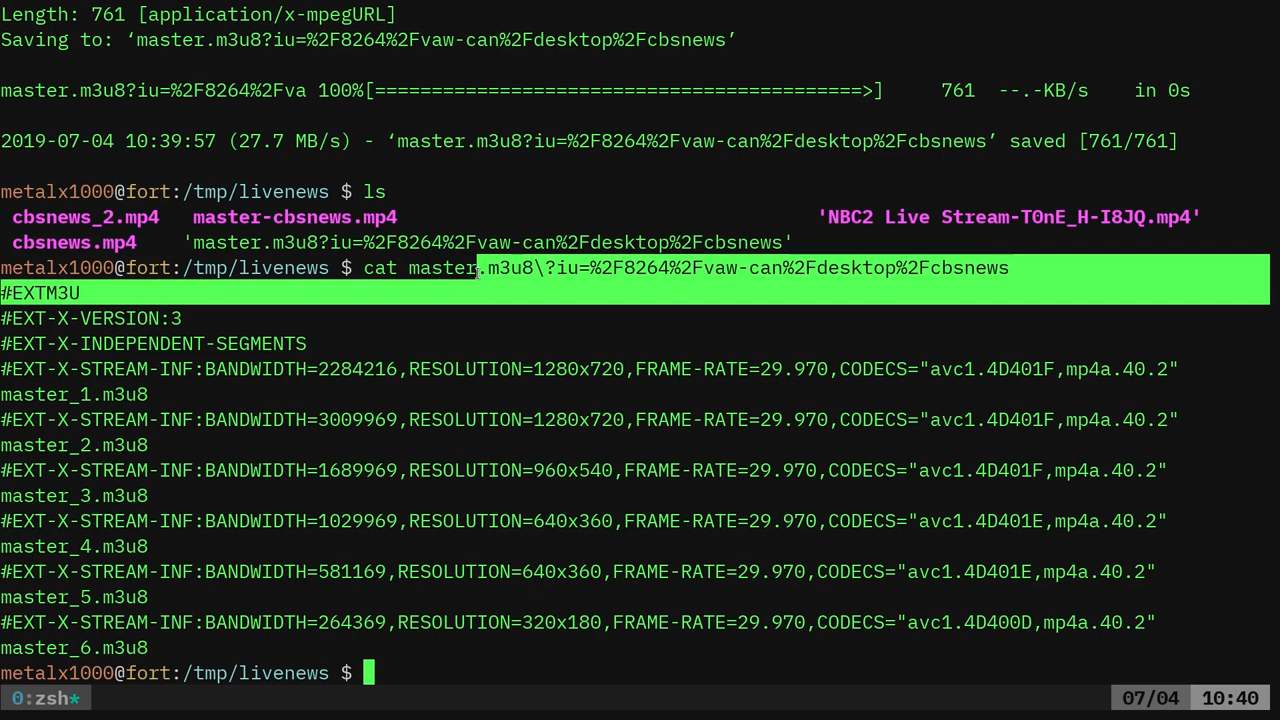 Length: 761 [application/x-mpegURL]
Saving to: ‘master.m3u8?iu=%2F8264%2Fvaw-can%2Fdesktop%2Fcbsnews’
master.m3u8?iu=%2F8264%2Fva 100%[===========================================>]     761  --.-KB/s    in 0s
2019-07-04 10:39:57 (27.7 MB/s) - ‘master.m3u8?iu=%2F8264%2Fvaw-can%2Fdesktop%2Fcbsnews’ saved [761/761]
metalx1000@fort:/tmp/livenews $ ls
cbsnews_2.mp4   master-cbsnews.mp4                                     'NBC2 Live Stream-T0nE_H-I8JQ.mp4'
cbsnews.mp4    'master.m3u8?iu=%2F8264%2Fvaw-can%2Fdesktop%2Fcbsnews'
metalx1000@fort:/tmp/livenews $ cat master.m3u8\?iu=%2F8264%2Fvaw-can%2Fdesktop%2Fcbsnews
#EXTM3U
#EXT-X-VERSION:3
#EXT-X-INDEPENDENT-SEGMENTS
#EXT-X-STREAM-INF:BANDWIDTH=2284216,RESOLUTION=1280x720,FRAME-RATE=29.970,CODECS="avc1.4D401F,mp4a.40.2"
master_1.m3u8
#EXT-X-STREAM-INF:BANDWIDTH=3009969,RESOLUTION=1280x720,FRAME-RATE=29.970,CODECS="avc1.4D401F,mp4a.40.2"
master_2.m3u8
#EXT-X-STREAM-INF:BANDWIDTH=1689969,RESOLUTION=960x540,FRAME-RATE=29.970,CODECS="avc1.4D401F,mp4a.40.2"
master_3.m3u8
#EXT-X-STREAM-INF:BANDWIDTH=1029969,RESOLUTION=640x360,FRAME-RATE=29.970,CODECS="avc1.4D401E,mp4a.40.2"
master_4.m3u8
#EXT-X-STREAM-INF:BANDWIDTH=581169,RESOLUTION=640x360,FRAME-RATE=29.970,CODECS="avc1.4D401E,mp4a.40.2"
master_5.m3u8
#EXT-X-STREAM-INF:BANDWIDTH=264369,RESOLUTION=320x180,FRAME-RATE=29.970,CODECS="avc1.4D400D,mp4a.40.2"
master_6.m3u8
metalx1000@fort:/tmp/livenews $
0:zsh* 07/04 10:40